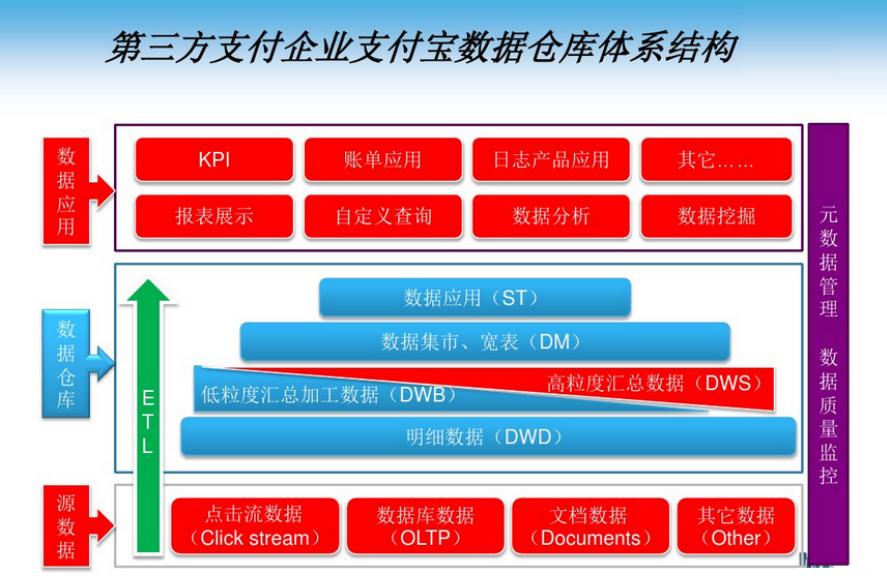 第三方支付企业支付宝数据仓库体系结构
数据应用
KPI
账单应用
日志产品应用
其它……
报表展示
自定义查询
数据分析
数据挖掘
元数据管理 数据质量监控
数据仓库
ETL
数据应用（ST）
数据集市、宽表（DM）
高粒度汇总数据（DWS）
低粒度汇总加工数据（DWB）
明细数据（DWD）
源数据
点击流数据
（Click stream）
数据库数据
（OLTP）
文档数据
（Documents）
其它数据
（Other）